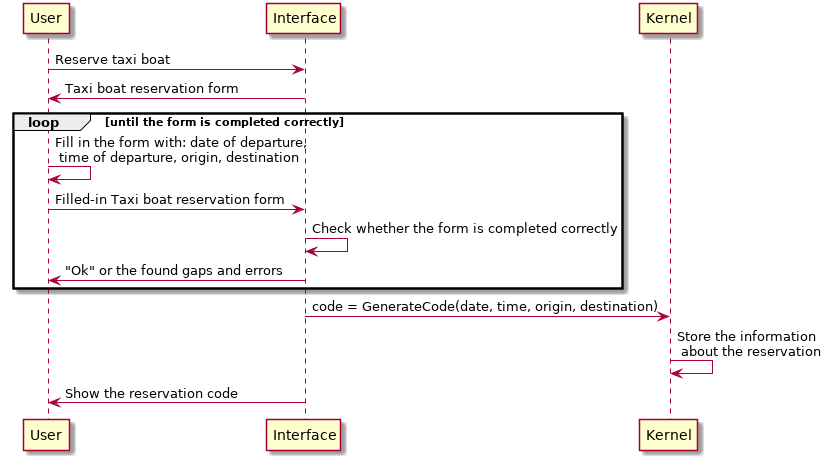 User
Interface
Kernel
Reserve taxi boat
Taxi boat reservation form
loop
[until the form is completed correctly]
Fill in the form with: date of departure,
time of departure, origin, destination
Filled-in Taxi boat reservation form
Check whether the form is completed correctly
"Ok" or the found gaps and errors
code = GenerateCode(date, time, origin, destination)
Store the information
about the reservation
Show the reservation code
User
Interface
Kernel